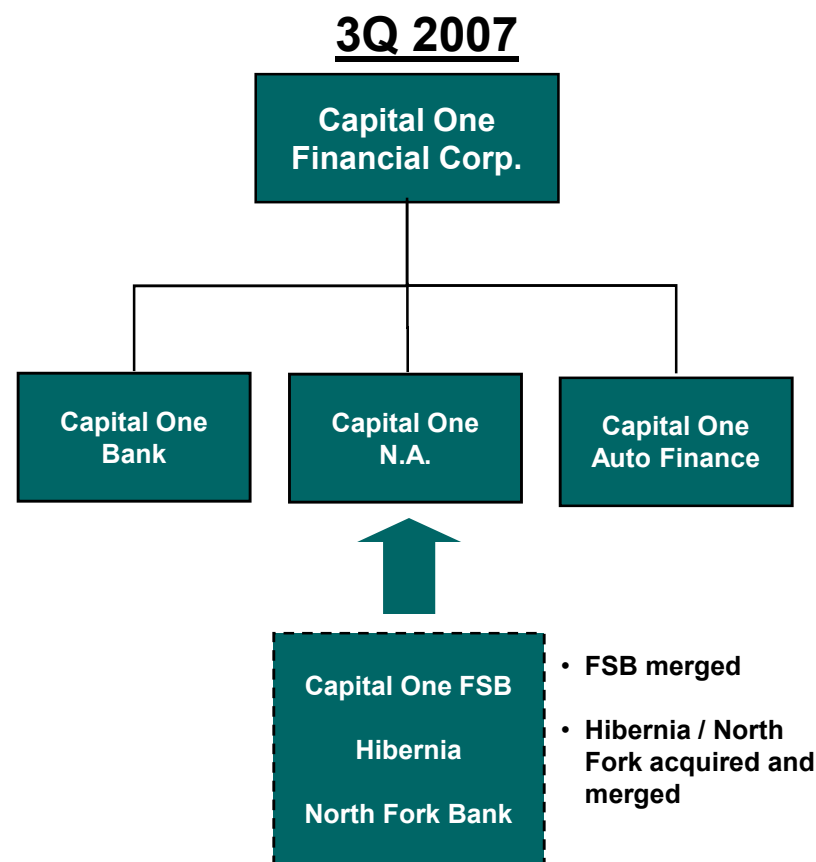 3Q 2007
Capital One
Financial Corp.
Capital One
Bank
Capital One
N.A.
Capital One
Auto Finance
Capital One FSB
Hibernia
North Fork Bank
• FSB merged
• Hibernia / North
Fork acquired and
merged